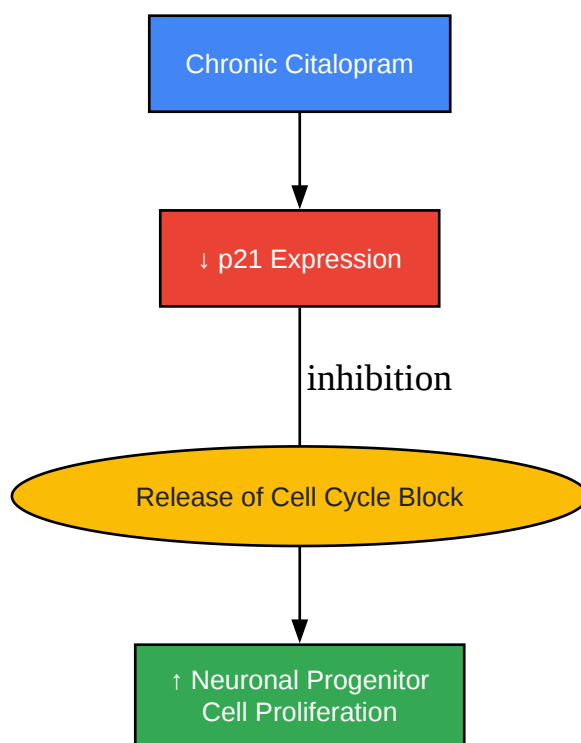 Chronic Citalopram
↓ p21 Expression
inhibition
Release of Cell Cycle Block
↑ Neuronal Progenitor
Cell Proliferation